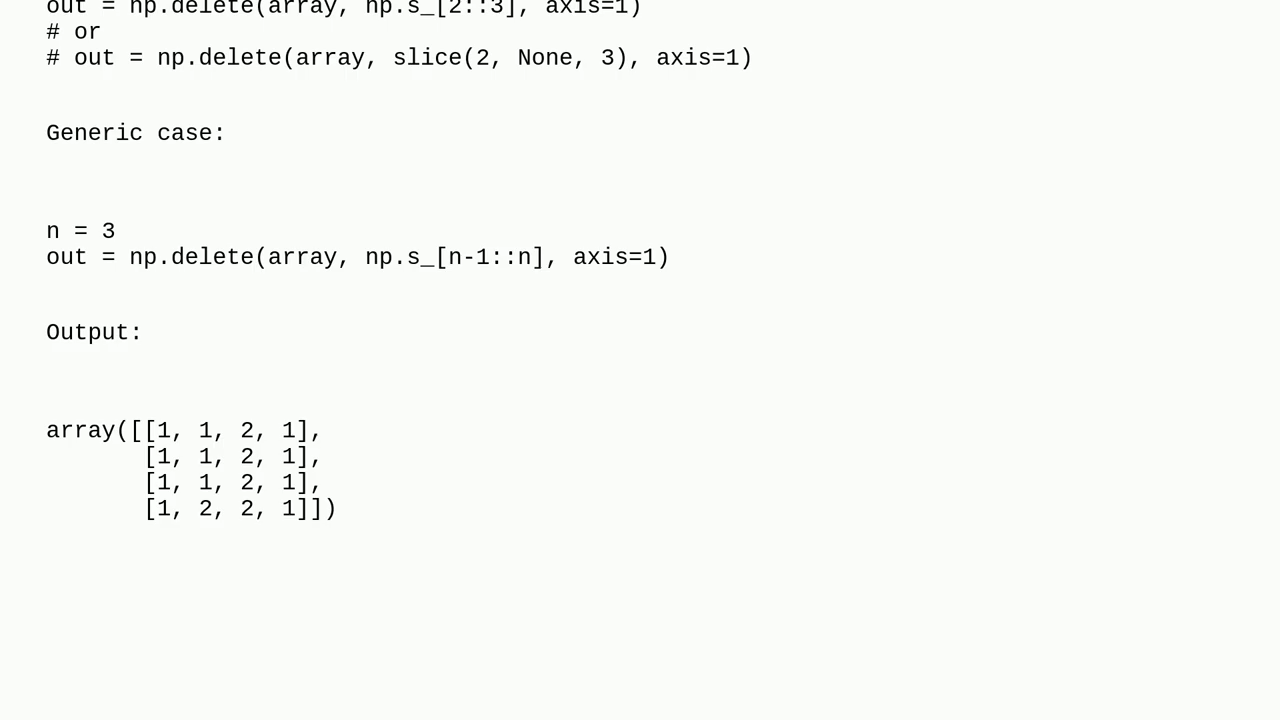 out = np.delete(array, np.s_[2::3], axis=1)
# or
# out = np.delete(array, slice(2, None, 3), axis=1)
Generic case:
n = 3
out = np.delete(array, np.s_[n-1::n], axis=1)
Output:
array([[1, 1, 2, 1],
       [1, 1, 2, 1],
       [1, 1, 2, 1],
       [1, 2, 2, 1]])